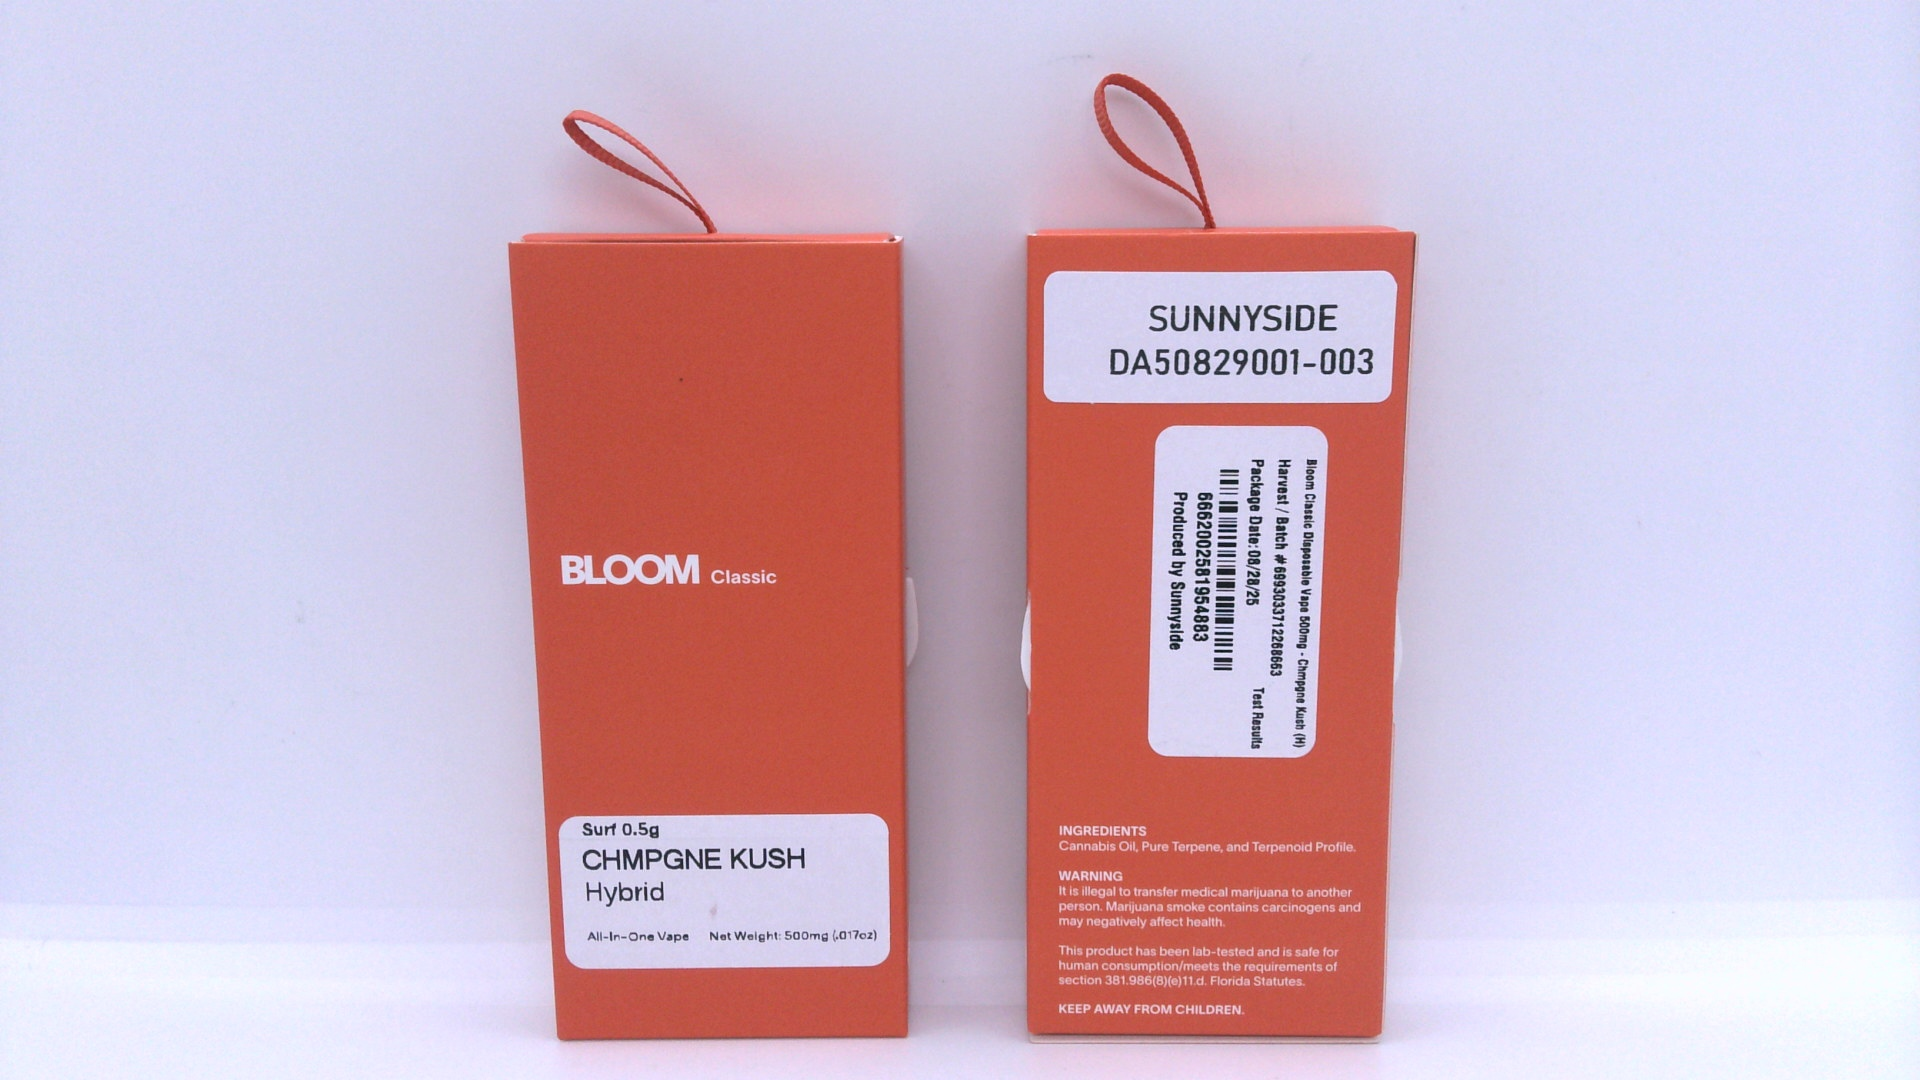 BLOOM Classic
Surf 0.5g
CHMPGNE KUSH
Hybrid
All-In-One Vape Net Weight: 500mg (.017oz)
SUNNYSIDE
DA50829001-003
Bloom Classic Disposable Vape 500mg - Chmpgne Kush (H)
Harvest / Batch # 6993033712268663
Package Date: 08/28/25 Test Results
6662002581954883
Produced by Sunnyside
INGREDIENTS
Cannabis Oil, Pure Terpene, and Terpenoid Profile.
WARNING
It is illegal to transfer medical marijuana to another
person. Marijuana smoke contains carcinogens and
may negatively affect health.
This product has been lab-tested and is safe for
human consumption/meets the requirements of
section 381.986(8)(e)11.d. Florida Statutes.
KEEP AWAY FROM CHILDREN.